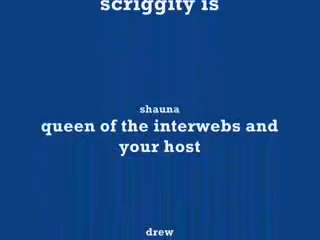 scriggity is
shauna
queen of the interwebs and
your host
drew